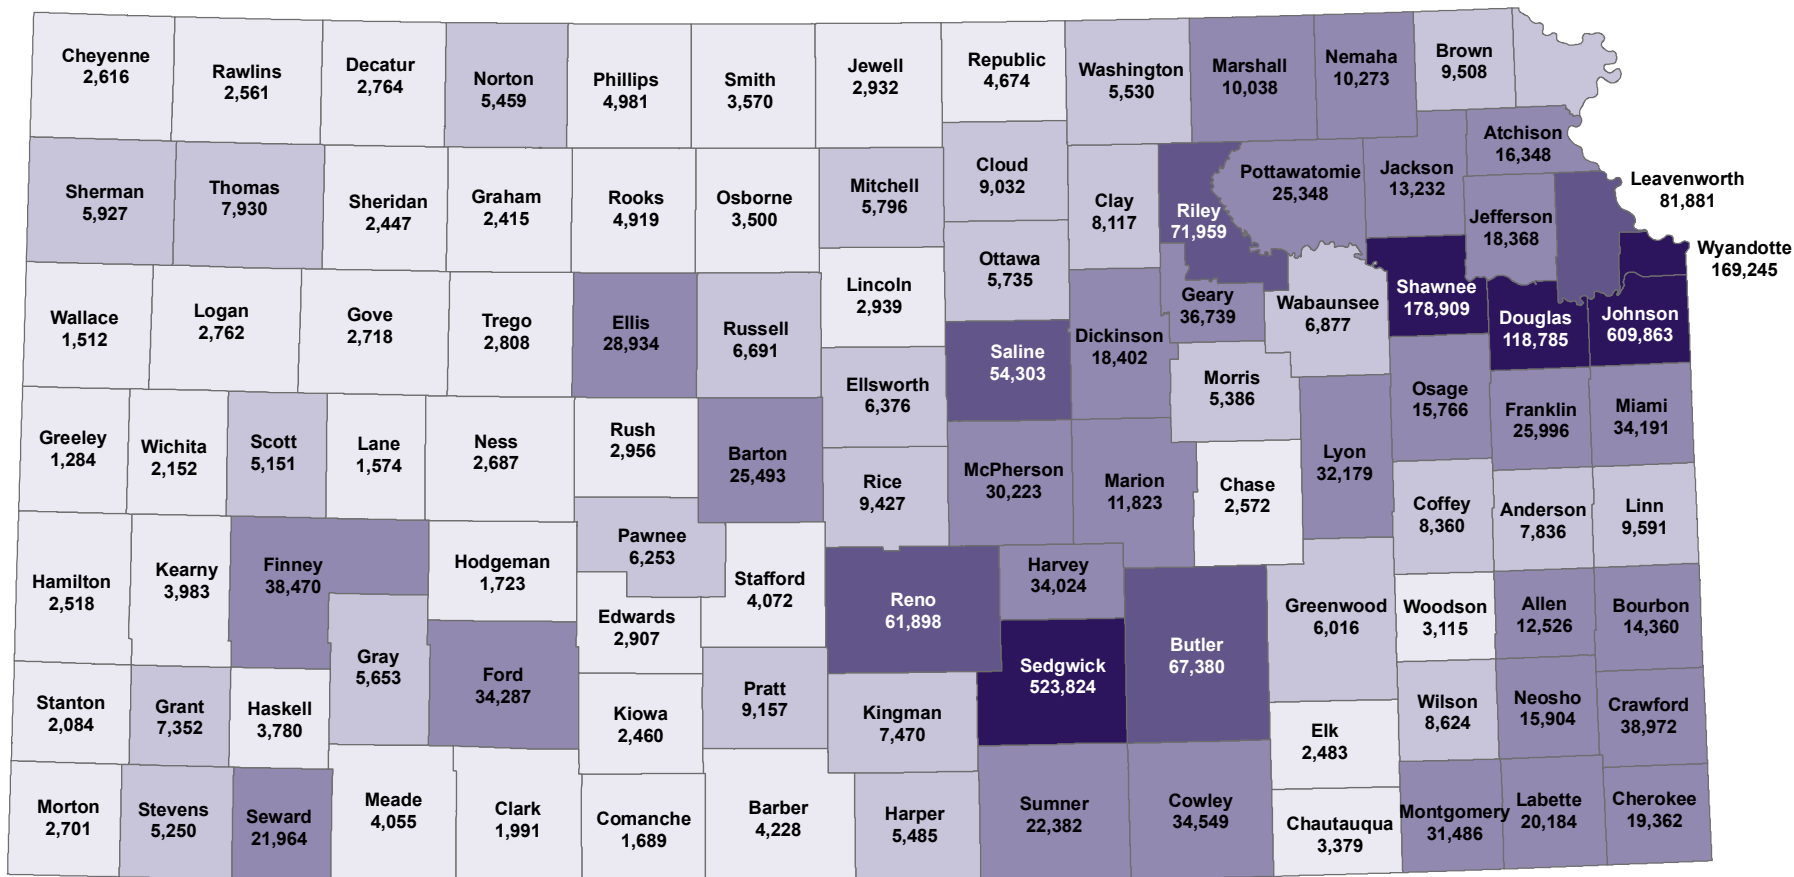 Cheyenne
2,616
Rawlins
2,561
Decatur
2,764
Norton
5,459
Phillips
4,981
Smith
3,570
Jewell
2,932
Republic
4,674
Washington
5,530
Marshall
10,038
Nemaha
10,273
Brown
9,508
Sherman
5,927
Thomas
7,930
Sheridan
2,447
Graham
2,415
Rooks
4,919
Osborne
3,500
Mitchell
5,796
Cloud
9,032
Clay
8,117
Riley
71,959
Pottawatomie
25,348
Jackson
13,232
Atchison
16,348
Jefferson
18,368
Leavenworth
81,881
Wyandotte
169,245
Wallace
1,512
Logan
2,762
Gove
2,718
Trego
2,808
Ellis
28,934
Russell
6,691
Lincoln
2,939
Ottawa
5,735
Saline
54,303
Dickinson
18,402
Geary
36,739
Wabaunsee
6,877
Shawnee
178,909
Douglas
118,785
Johnson
609,863
Ellsworth
6,376
Morris
5,386
Osage
15,766
Franklin
25,996
Miami
34,191
Greeley
1,284
Wichita
2,152
Scott
5,151
Lane
1,574
Ness
2,687
Rush
2,956
Barton
25,493
Rice
9,427
McPherson
30,223
Marion
11,823
Chase
2,572
Lyon
32,179
Coffey
8,360
Anderson
7,836
Linn
9,591
Hamilton
2,518
Kearny
3,983
Finney
38,470
Hodgeman
1,723
Pawnee
6,253
Edwards
2,907
Stafford
4,072
Reno
61,898
Harvey
34,024
Sedgwick
523,824
Butler
67,380
Greenwood
6,016
Woodson
3,115
Allen
12,526
Bourbon
14,360
Gray
5,653
Ford
34,287
Stanton
2,084
Grant
7,352
Haskell
3,780
Kiowa
2,460
Pratt
9,157
Kingman
7,470
Elk
2,483
Wilson
8,624
Neosho
15,904
Crawford
38,972
Morton
2,701
Stevens
5,250
Seward
21,964
Meade
4,055
Clark
1,991
Comanche
1,689
Barber
4,228
Harper
5,485
Sumner
22,382
Cowley
34,549
Chautauqua
3,379
Montgomery
31,486
Labette
20,184
Cherokee
19,362